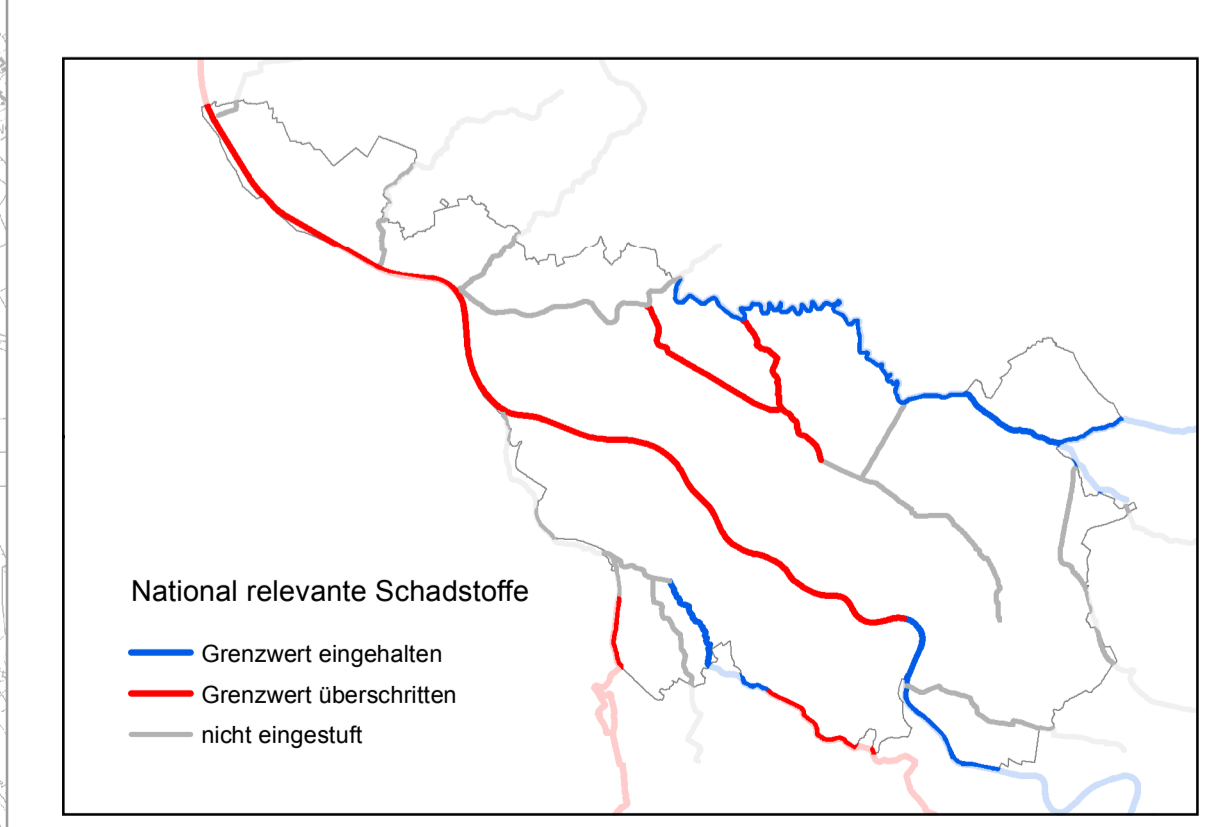 National relevante Schadstoffe
Grenzwert eingehalten
Grenzwert überschritten
nicht eingestuft